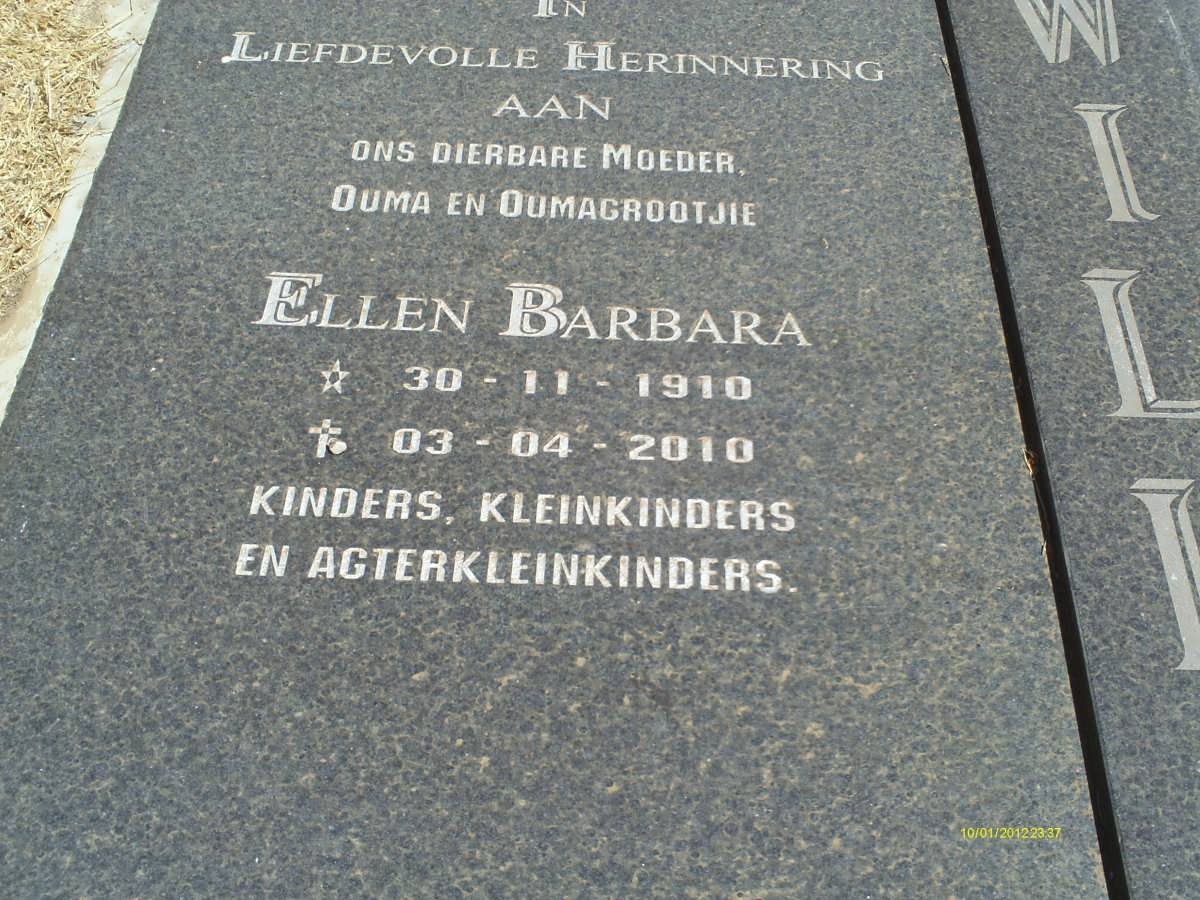 IN
LIEFDEVOLLE HERINNERING
AAN
ONS DIERBARE MOEDER,
OUMA EN OUMAGROOTJIE
ELLEN BARBARA
30 - 11 - 1910
03 - 04 - 2010
KINDERS, KLEINKINDERS
EN AGTERKLEINKINDERS.
W
I
L
L
10/01/2012 23:37